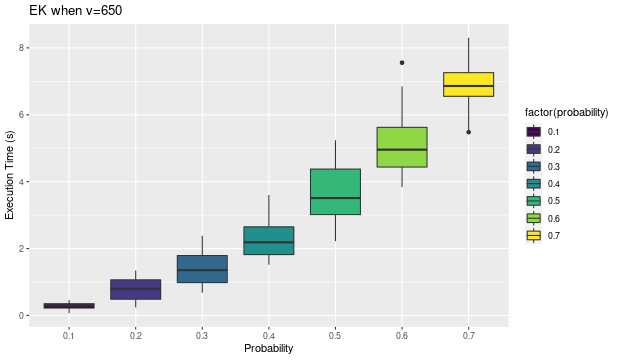 EK when v=650
Execution Time (s)
8
6
4
2
0
0.1 0.2 0.3 0.4 0.5 0.6 0.7
Probability
factor(probability)
0.1
0.2
0.3
0.4
0.5
0.6
0.7